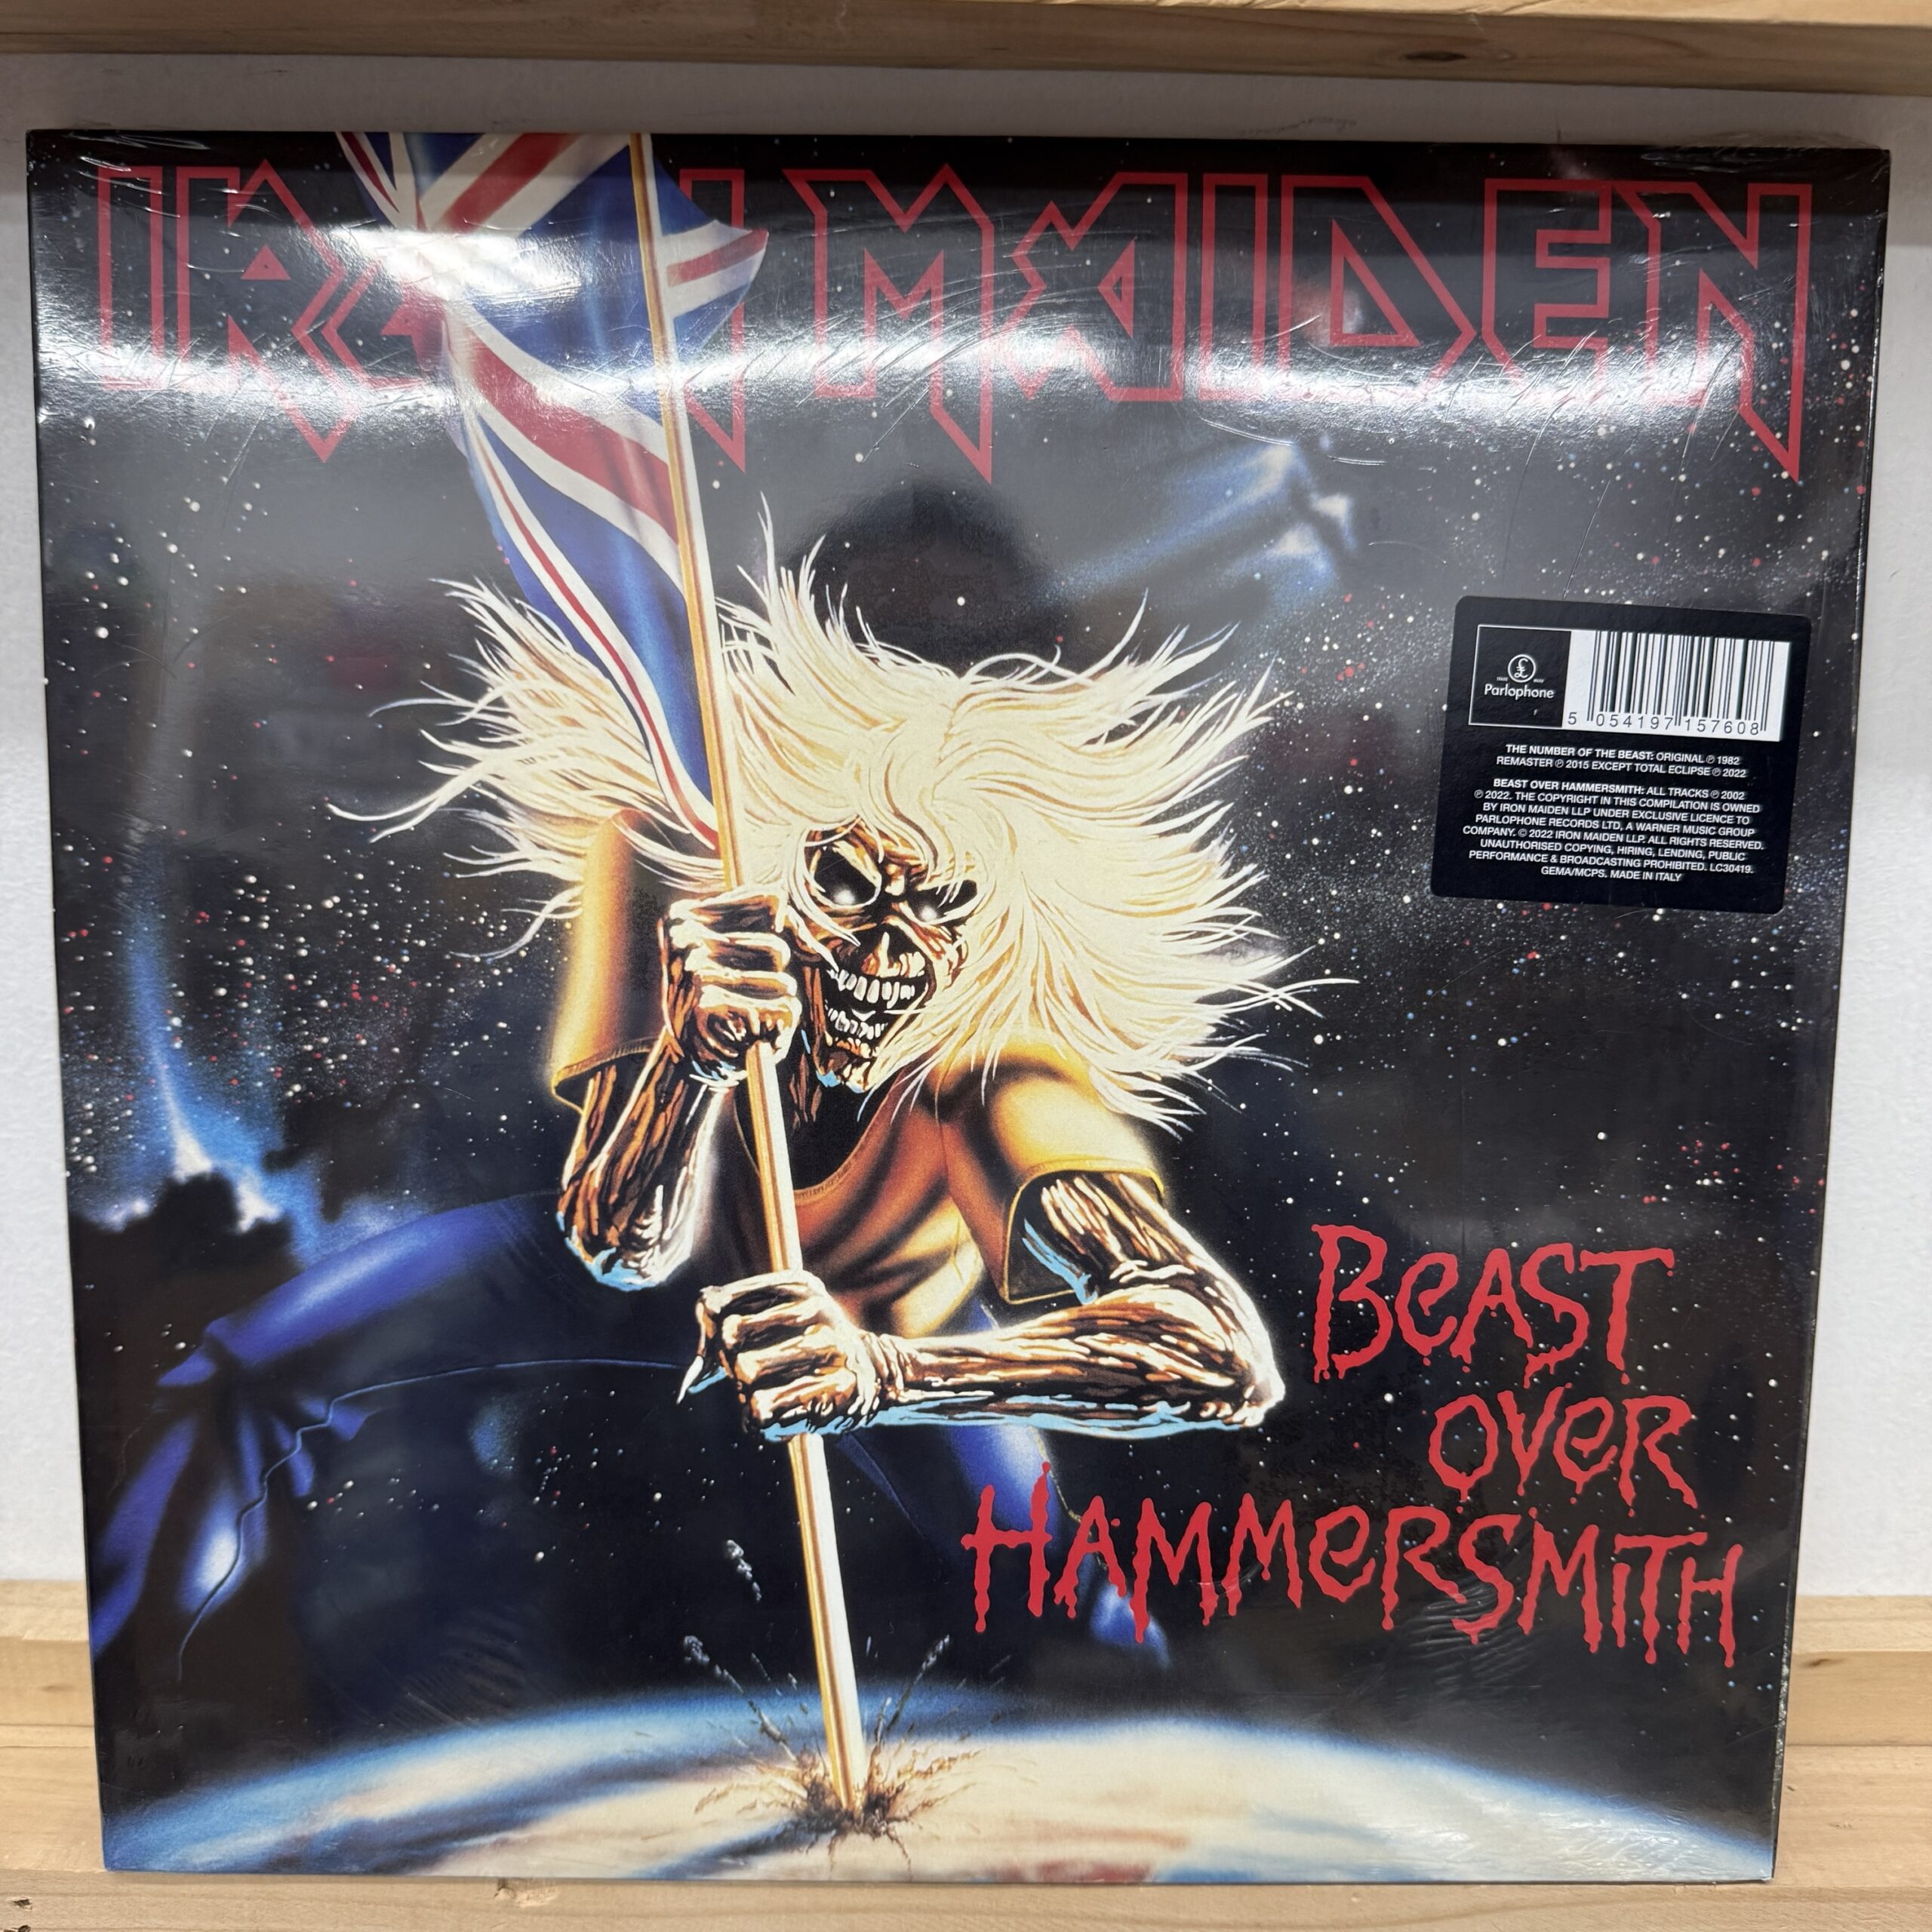 IRON MAIDEN
Parlophone
5 054197 157608
THE NUMBER OF THE BEAST: ORIGINAL ℗ 1982
REMASTER ℗ 2015 EXCEPT TOTAL ECLIPSE ℗ 2022
BEAST OVER HAMMERSMITH: ALL TRACKS ℗ 2002
℗ 2022. THE COPYRIGHT IN THIS COMPILATION IS OWNED
BY IRON MAIDEN LLP UNDER EXCLUSIVE LICENCE TO
PARLOPHONE RECORDS LTD, A WARNER MUSIC GROUP
COMPANY. © 2022 IRON MAIDEN LLP. ALL RIGHTS RESERVED.
UNAUTHORISED COPYING, HIRING, LENDING, PUBLIC
PERFORMANCE & BROADCASTING PROHIBITED. LC30419.
GEMA/MCPS. MADE IN ITALY
BeAST
OVeR
HAMMeRSMiTH